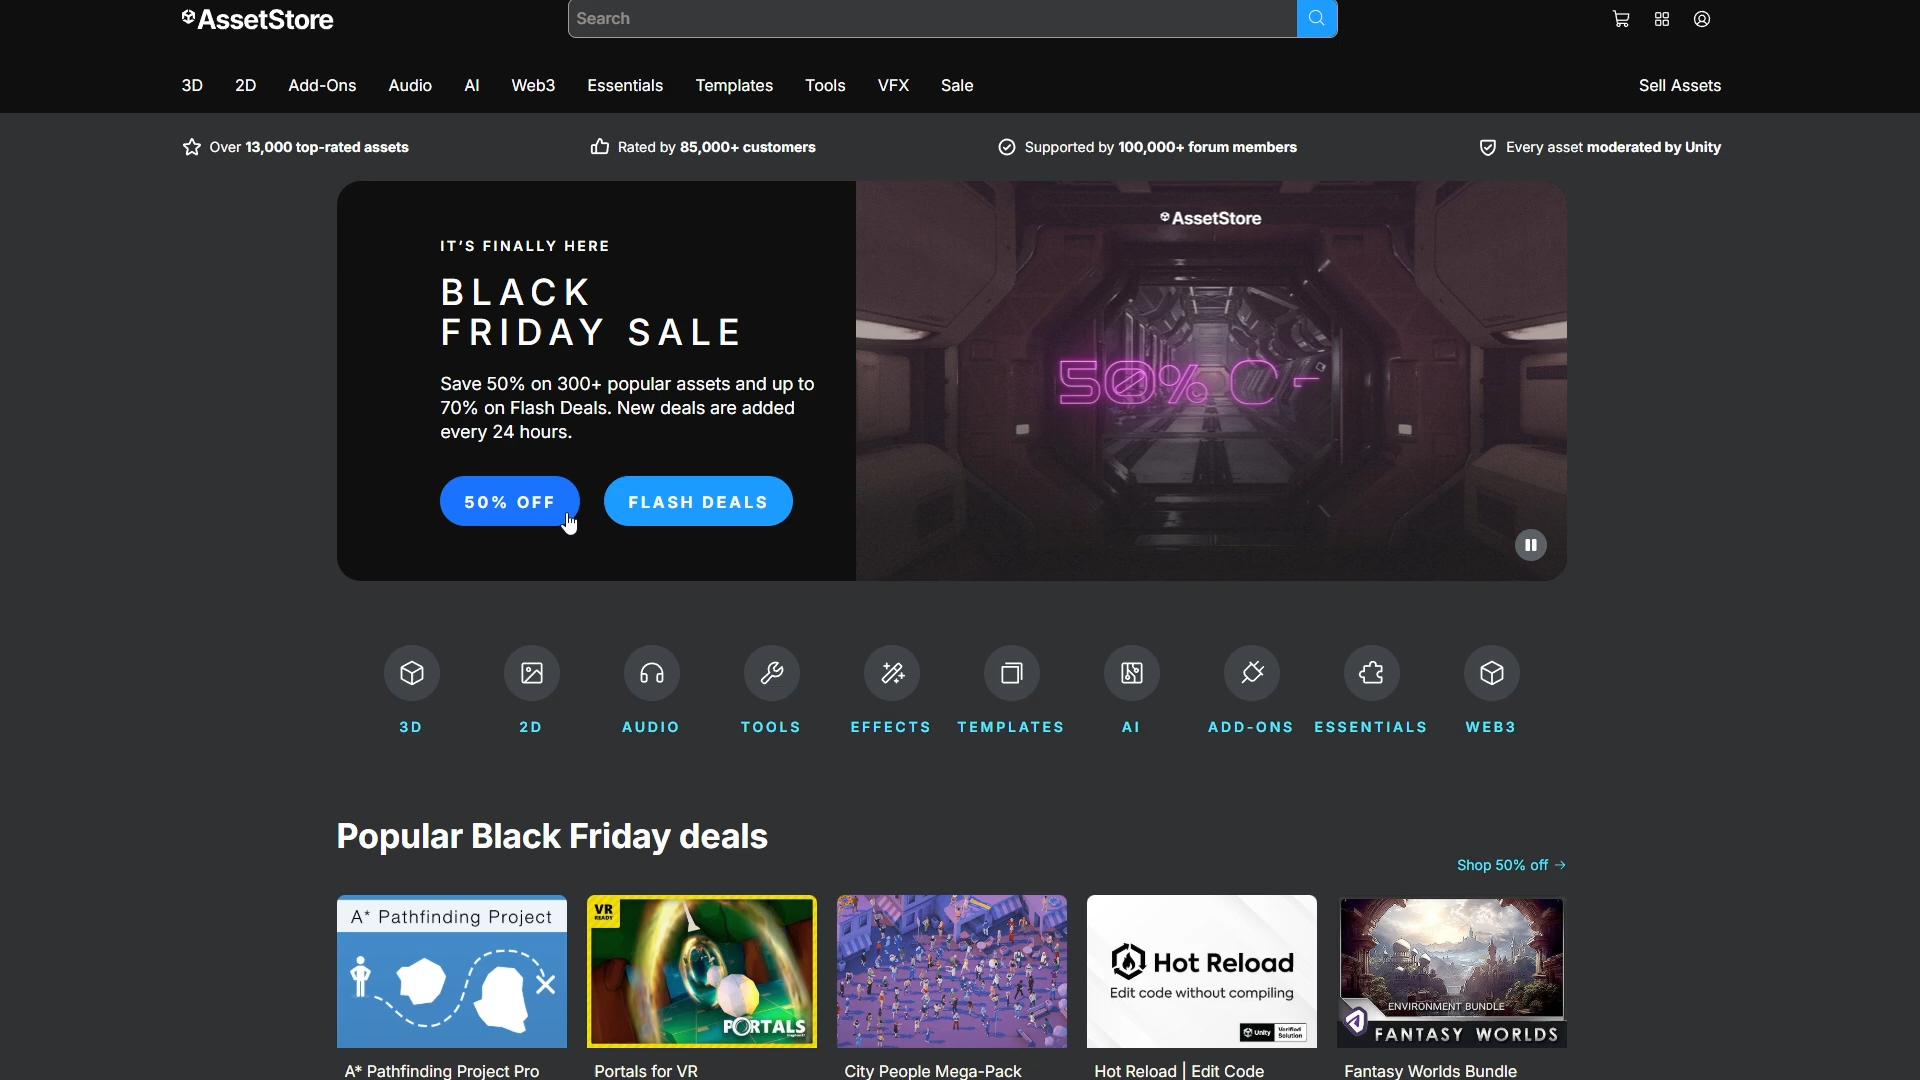 AssetStore
Search
3D 2D Add-Ons Audio AI Web3 Essentials Templates Tools VFX Sale Sell Assets
Over 13,000 top-rated assets
Rated by 85,000+ customers
Supported by 100,000+ forum members
Every asset moderated by Unity
IT'S FINALLY HERE
BLACK
FRIDAY SALE
Save 50% on 300+ popular assets and up to
70% on Flash Deals. New deals are added
every 24 hours.
50% OFF
FLASH DEALS
AssetStore
50%
3D 2D AUDIO TOOLS EFFECTS TEMPLATES AI ADD-ONS ESSENTIALS WEB3
Popular Black Friday deals
Shop 50% off →
A* Pathfinding Project
VR
READY
PORTALS
Hot Reload
Edit code without compiling
Unity Verified
Solution
ENVIRONMENT BUNDLE
FANTASY WORLDS
A* Pathfinding Project Pro
Portals for VR
City People Mega-Pack
Hot Reload | Edit Code
Fantasy Worlds Bundle